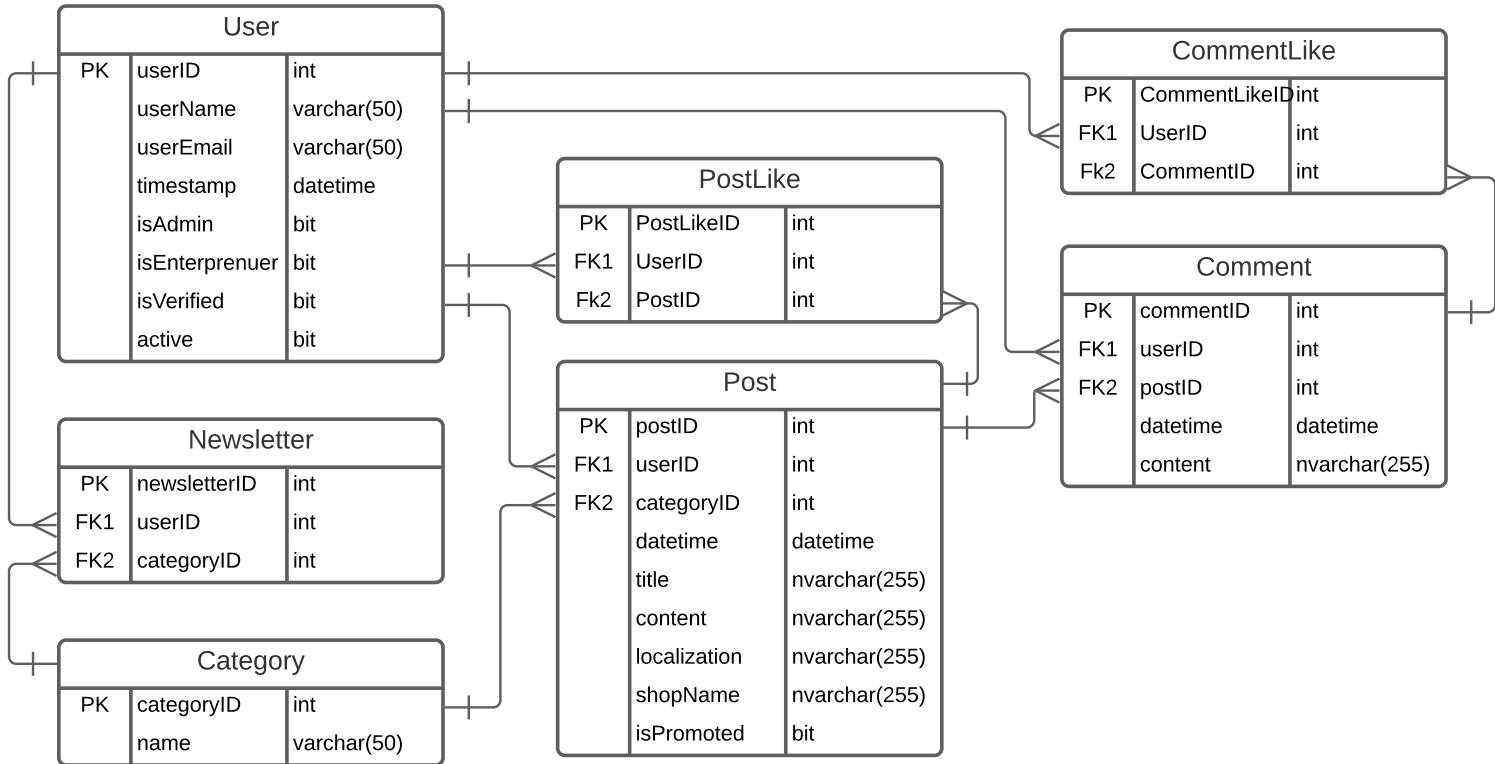 User
PK userID int
userName varchar(50)
userEmail varchar(50)
timestamp datetime
isAdmin bit
isEnterprenuer bit
isVerified bit
active bit
Newsletter
PK newsletterID int
FK1 userID int
FK2 categoryID int
Category
PK categoryID int
name varchar(50)
PostLike
PK PostLikeID int
FK1 UserID int
Fk2 PostID int
Post
PK postID int
FK1 userID int
FK2 categoryID int
datetime datetime
title nvarchar(255)
content nvarchar(255)
localization nvarchar(255)
shopName nvarchar(255)
isPromoted bit
CommentLike
PK CommentLikeID int
FK1 UserID int
Fk2 CommentID int
Comment
PK commentID int
FK1 userID int
FK2 postID int
datetime datetime
content nvarchar(255)